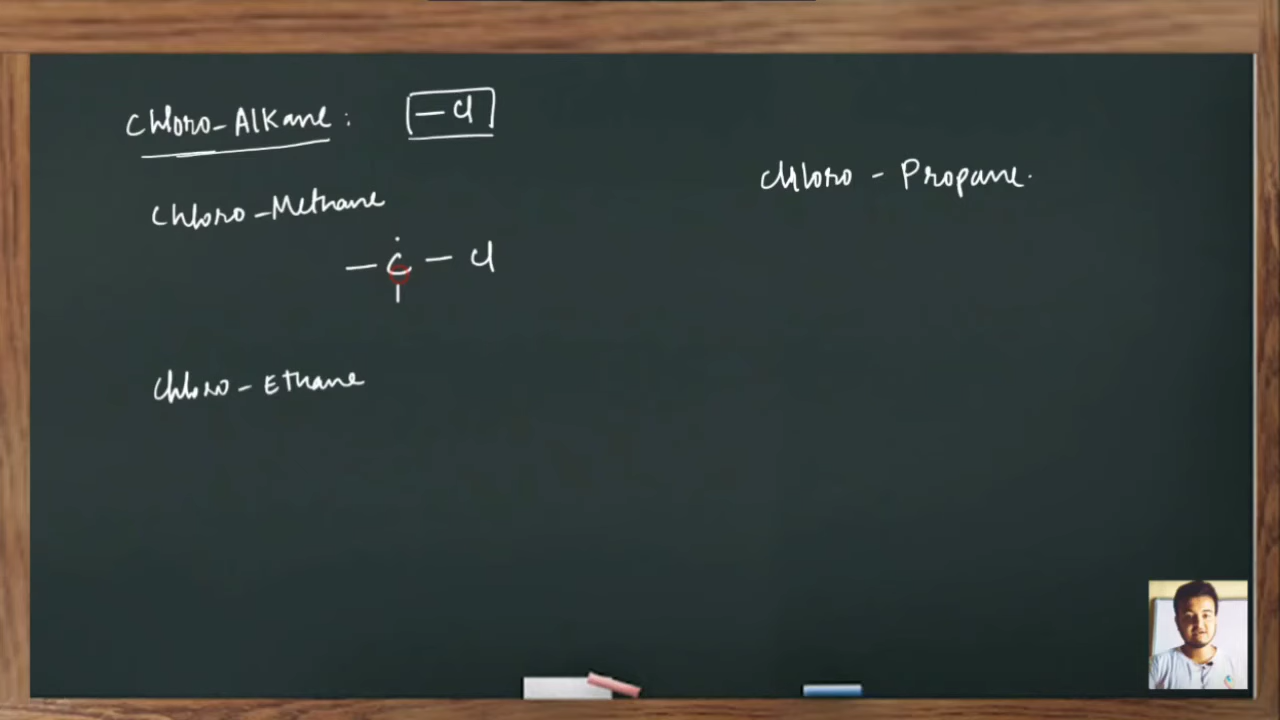 Chloro-Alkane: -Cl
Chloro-Methane
- C - Cl
Chloro-Ethane
Chloro - Propane.